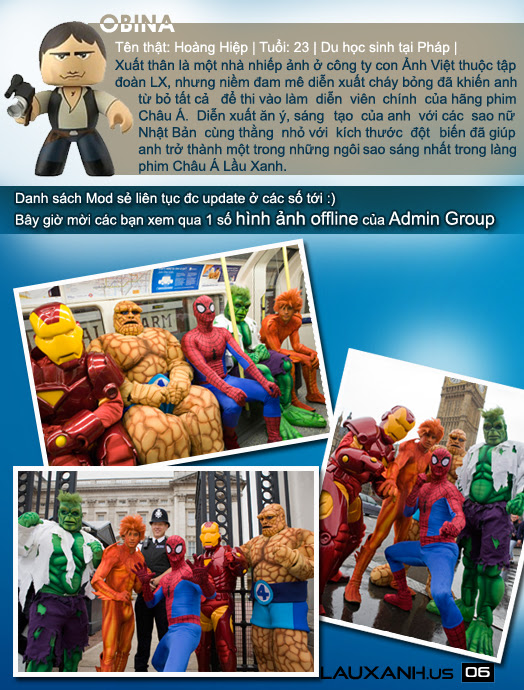 OBINA
Tên thật: Hoàng Hiệp | Tuổi: 23 | Du học sinh tại Pháp |
Xuất thân là một nhà nhiếp ảnh ở công ty con Ảnh Việt thuộc tập
đoàn LX, nhưng niềm đam mê diễn xuất cháy bỏng đã khiến anh
từ bỏ tất cả để thi vào làm diễn viên chính của hãng phim
Châu Á. Diễn xuất ăn ý, sáng tạo của anh với các sao nữ
Nhật Bản cùng thằng nhỏ với kích thước đột biến đã giúp
anh trở thành một trong những ngôi sao sáng nhất trong làng
phim Châu Á Lầu Xanh.
Danh sách Mod sẻ liên tục đc update ở các số tới :)
Bây giờ mời các bạn xem qua 1 số hình ảnh offline của Admin Group
ARM
4
LAUXANH.US 06